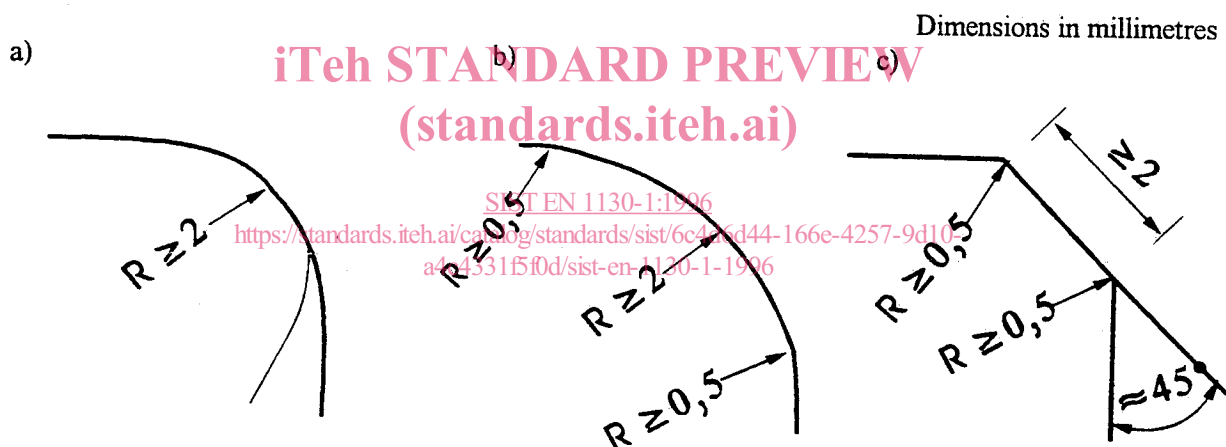 Dimensions in millimetres
a)
b)
c)
iTeh STANDARD PREVIEW
(standards.iteh.ai)
SIST EN 1130-1:1996
https://standards.iteh.ai/catalog/standards/sist/6c4d6d44-166e-4257-9d10-
a4c4331f5f0d/sist-en-1130-1-1996
R ≥ 2
R ≥ 0,5
R ≥ 2
R ≥ 0,5
≥ 2
R ≥ 0,5
R ≥ 0,5
≈ 45